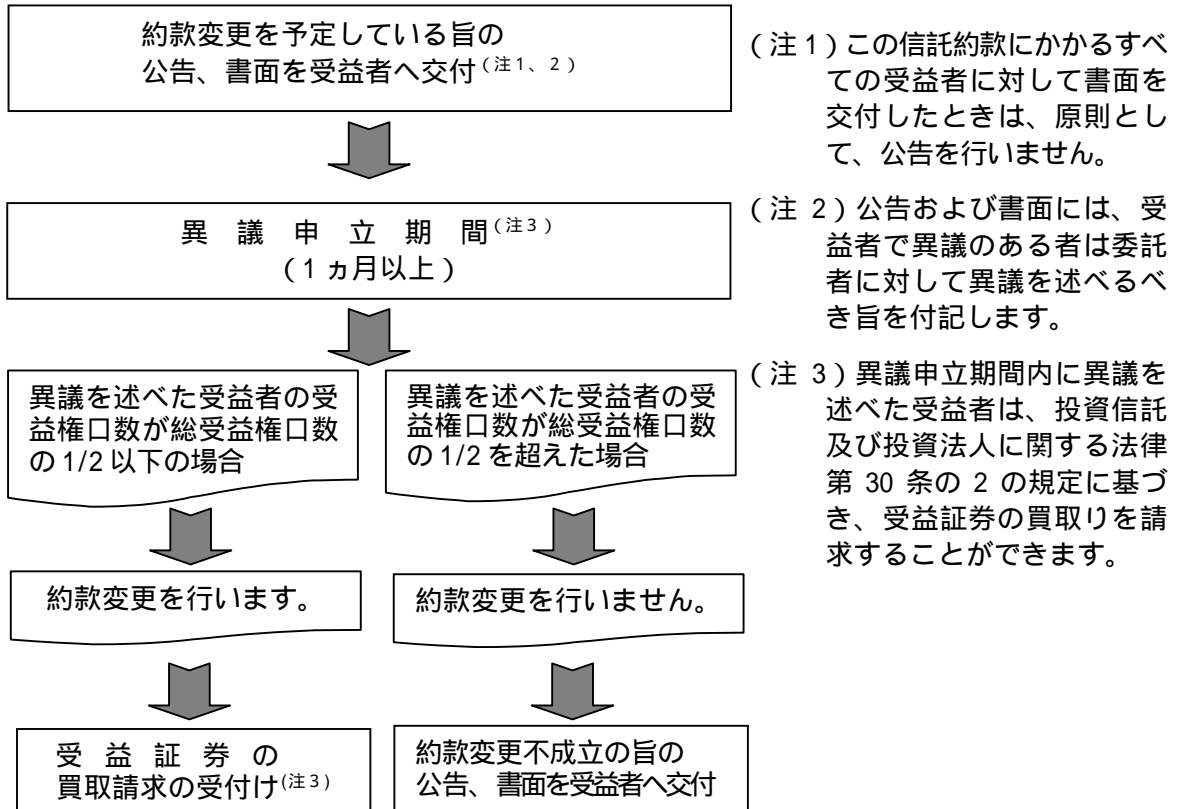 約款変更を予定している旨の
公告、書面を受益者へ交付(注1、2)
異議申立期間(注3)
(1ヵ月以上)
異議を述べた受益者の受
益権口数が総受益権口数
の1/2以下の場合
異議を述べた受益者の受
益権口数が総受益権口数
の1/2を超えた場合
約款変更を行います。
約款変更を行いません。
受益証券の
買取請求の受付け(注3)
約款変更不成立の旨の
公告、書面を受益者へ交付
(注1)この信託約款にかかるすべ
ての受益者に対して書面を
交付したときは、原則とし
て、公告を行いません。
(注2)公告および書面には、受
益者で異議のある者は委託
者に対して異議を述べるべ
き旨を付記します。
(注3)異議申立期間内に異議を
述べた受益者は、投資信託
及び投資法人に関する法律
第30条の2の規定に基づ
き、受益証券の買取りを請
求することができます。